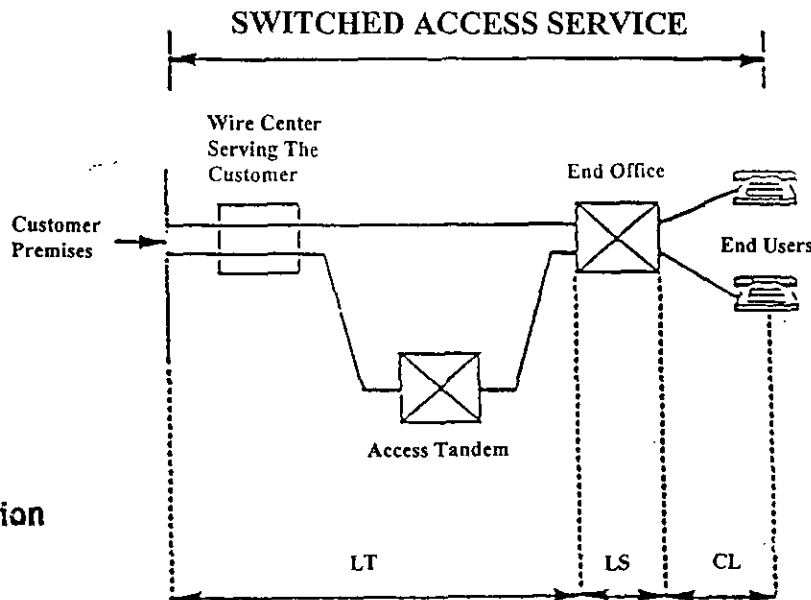 SWITCHED ACCESS SERVICE
Wire Center
Serving The
Customer
End Office
Customer
Premises
End Users
Access Tandem
ion
LT
LS
CL